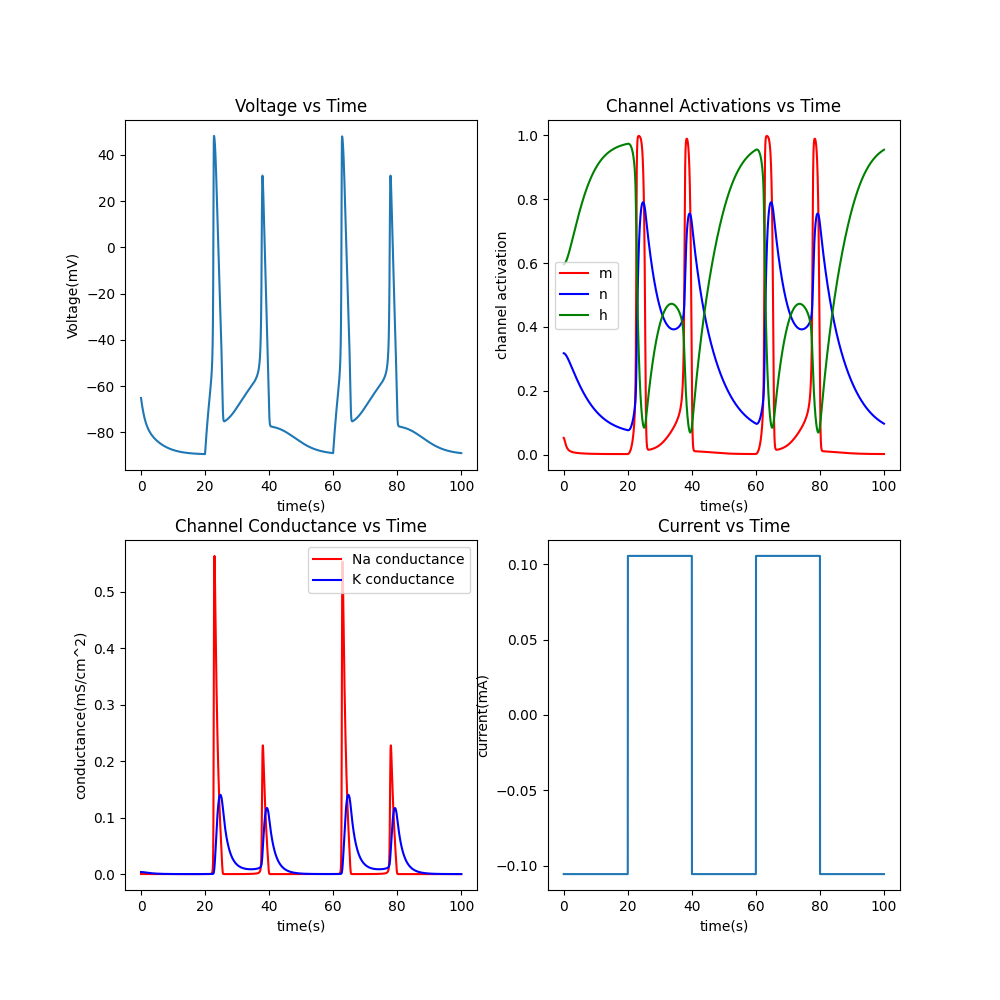 Voltage vs Time
Voltage(mV)
40
20
0
−20
−40
−60
−80
0 20 40 60 80 100
time(s)
Channel Activations vs Time
channel activation
1.0
0.8
0.6
0.4
0.2
0.0
m
n
h
0 20 40 60 80 100
time(s)
Channel Conductance vs Time
conductance(mS/cm^2)
0.5
0.4
0.3
0.2
0.1
0.0
Na conductance
K conductance
0 20 40 60 80 100
time(s)
Current vs Time
current(mA)
0.10
0.05
0.00
−0.05
−0.10
0 20 40 60 80 100
time(s)